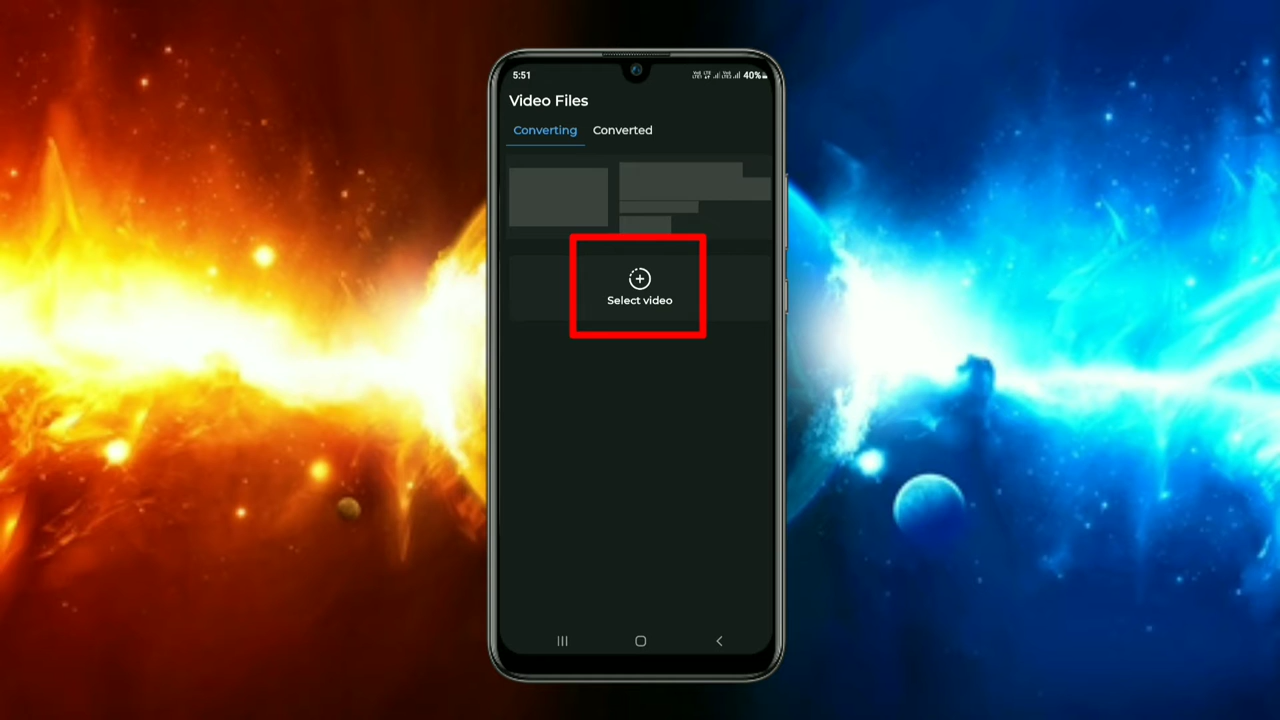 5:51
40%
Video Files
Converting Converted
Select video